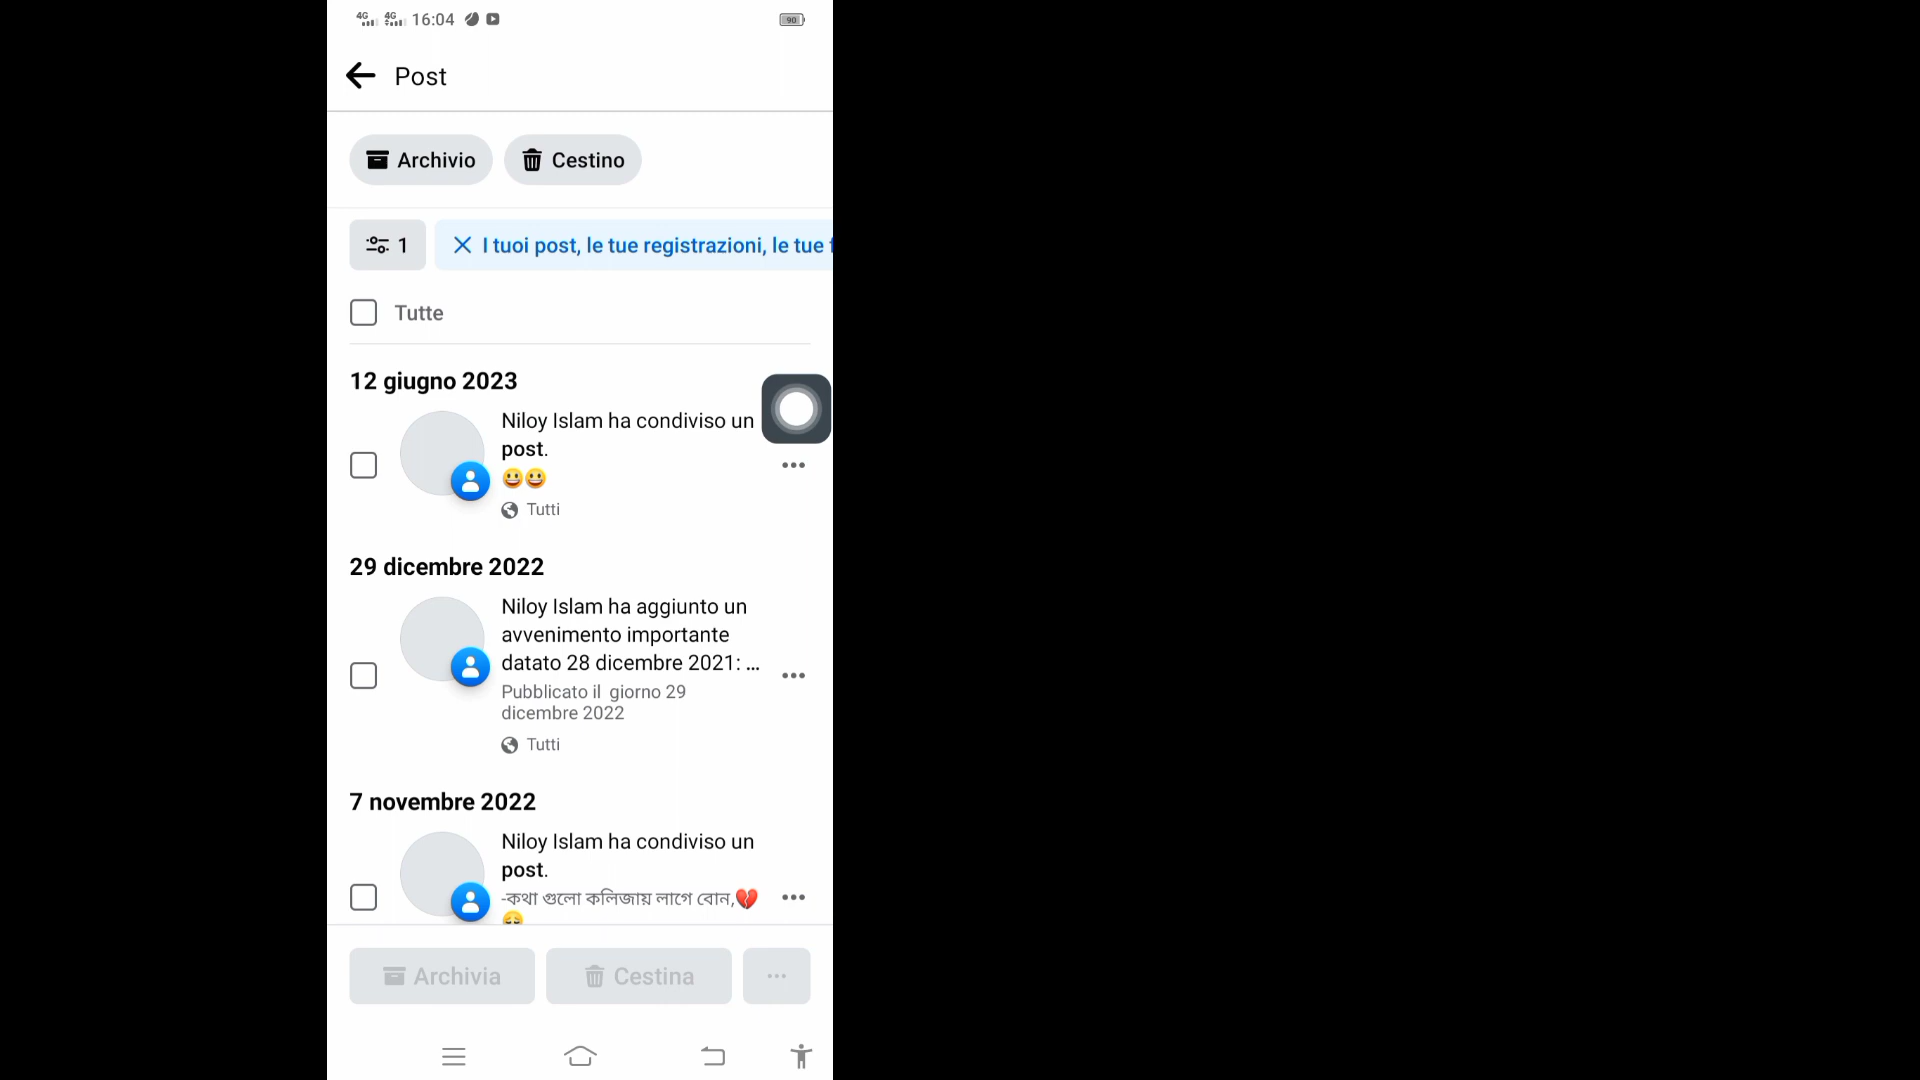 4G 4G 16:04 90
Post
Archivio Cestino
1 I tuoi post, le tue registrazioni, le tue
Tutte
12 giugno 2023
Niloy Islam ha condiviso un
post.
😀😀
Tutti
29 dicembre 2022
Niloy Islam ha aggiunto un
avvenimento importante
datato 28 dicembre 2021: ...
Pubblicato il giorno 29
dicembre 2022
Tutti
7 novembre 2022
Niloy Islam ha condiviso un
post.
-কথা গুলো কলিজায় লাগে বোন,💔
Archivia Cestina